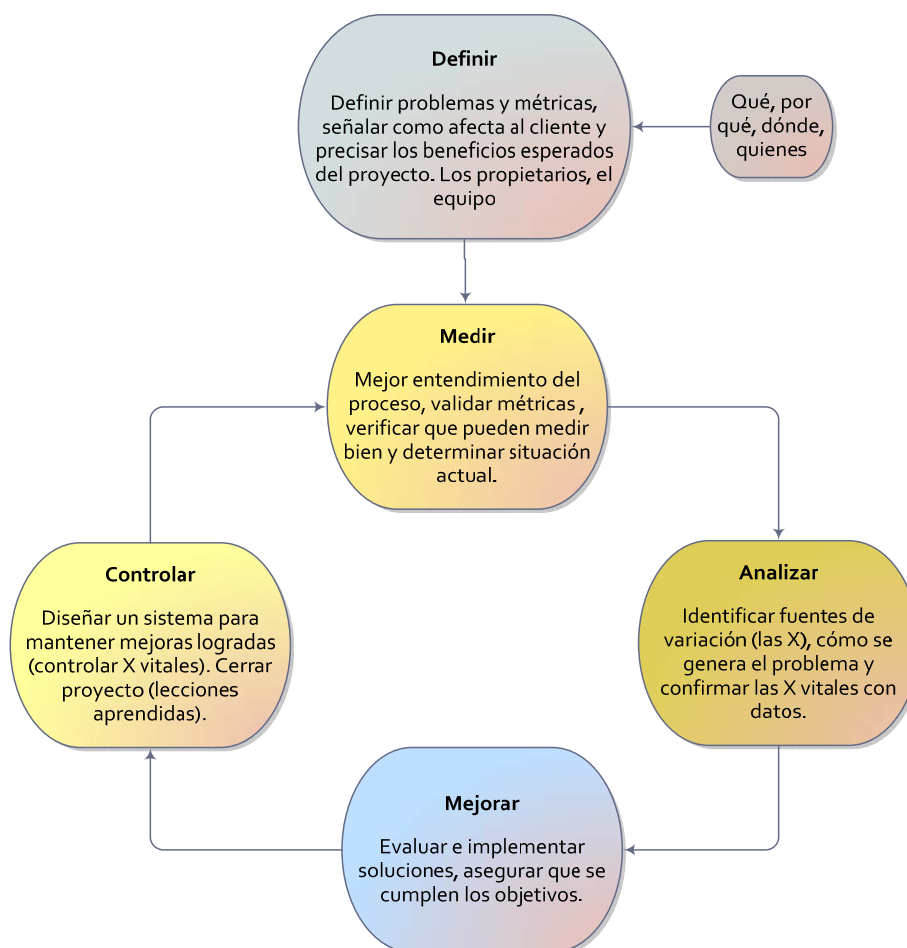 Definir
Definir problemas y métricas,
señalar como afecta al cliente y
precisar los beneficios esperados
del proyecto. Los propietarios, el
equipo
Qué, por
qué, dónde,
quienes
Medir
Mejor entendimiento del
proceso, validar métricas ,
verificar que pueden medir
bien y determinar situación
actual.
Analizar
Identificar fuentes de
variación (las X), cómo se
genera el problema y
confirmar las X vitales con
datos.
Mejorar
Evaluar e implementar
soluciones, asegurar que se
cumplen los objetivos.
Controlar
Diseñar un sistema para
mantener mejoras logradas
(controlar X vitales). Cerrar
proyecto (lecciones
aprendidas).